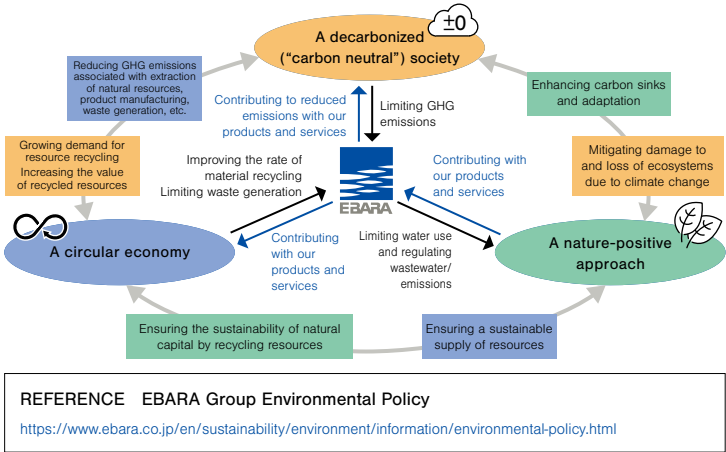 ±0
A decarbonized
(“carbon neutral”) society
Reducing GHG emissions
associated with extraction
of natural resources,
product manufacturing,
waste generation, etc.
Contributing to reduced
emissions with our
products and services
Limiting GHG
emissions
Enhancing carbon sinks
and adaptation
Growing demand for
resource recycling
Increasing the value
of recycled resources
Improving the rate of
material recycling
Limiting waste generation
EBARA
Contributing with
our products
and services
Mitigating damage to
and loss of ecosystems
due to climate change
A circular economy
Contributing
with our
products and
services
Limiting water use
and regulating
wastewater/
emissions
A nature-positive
approach
Ensuring the sustainability of natural
capital by recycling resources
Ensuring a sustainable
supply of resources
REFERENCE EBARA Group Environmental Policy
https://www.ebara.co.jp/en/sustainability/environment/information/environmental-policy.html